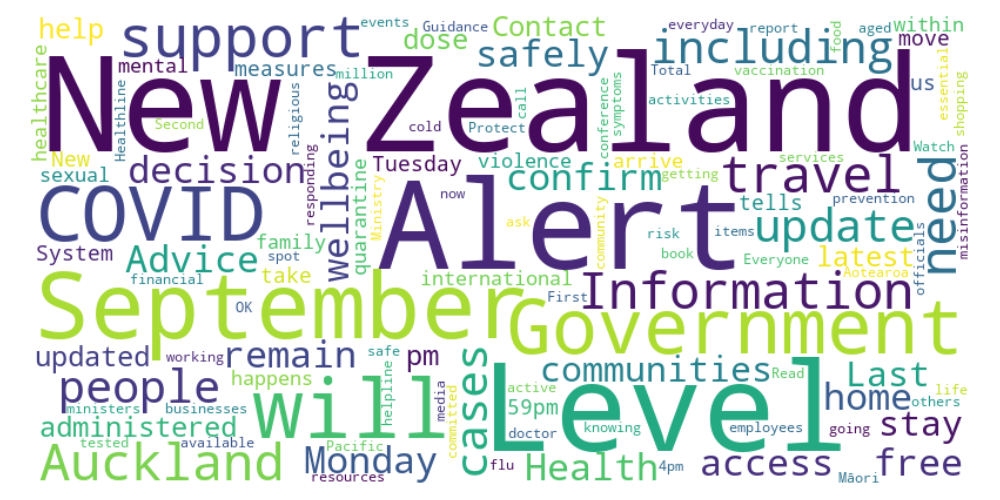 help
support
events
Guidance
Contact
everyday
report
aged
within
dose
safely
including
food
move
healthcare
mental
measures
million
New Zealand
Total
vaccination
us
Healthline
Second
religious
wellbeing
cold
Protect
call
conference
symptoms
activities
essential
shopping
New
decision
Tuesday
violence
arrive
getting
services
Watch
sexual
responding
confirm
travel
need
misinformation
COVID
quarantine
Ministry
now
Alert
ask
community
tells
prevention
System
Advice
family
spot
risk
items
update
officials
book
Everyone
latest
financial
take
international
Aotearoa
OK
First
Information
September
Government
updated
working
remain
safe
pm
cases
communities
Read
Last
people
happens
helpline
media
active
59pm
Level
home
life
others
ministers
businesses
will
committed
administered
doctor
knowing
employees
going
stay
tested
available
Pacific
Auckland
Monday
resources
flu
Health
4pm
access
Māori
free